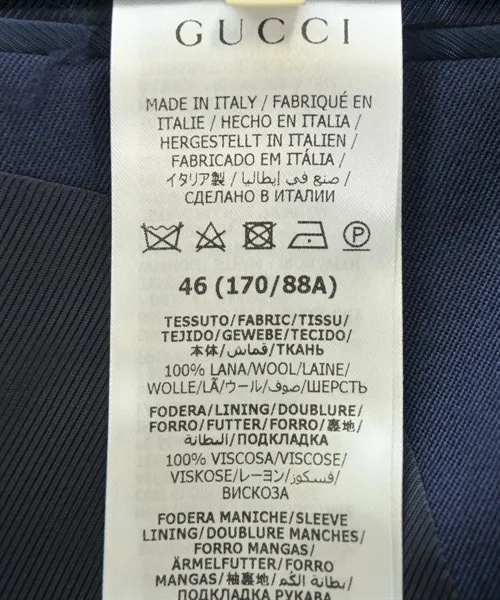 GUCCI
MADE IN ITALY / FABRIQUÉ EN
ITALIE / HECHO EN ITALIA /
HERGESTELLT IN ITALIEN /
FABRICADO EM ITÁLIA /
イタリア製 / صنع في إيطاليا /
СДЕЛАНО В ИТАЛИИ
P
46 (170/88A)
TESSUTO/FABRIC/TISSU/
TEJIDO/GEWEBE/TECIDO/
本体/قماش/ТКАНЬ
100% LANA/WOOL/LAINE/
WOLLE/LÃ/ウール/صوف/ШЕРСТЬ
FODERA/LINING/DOUBLURE/
FORRO/FUTTER/FORRO/裏地/
البطانة/ПОДКЛАДКА
100% VISCOSA/VISCOSE/
VISKOSE/レーヨン/فسكوز/
ВИСКОЗА
FODERA MANICHE/SLEEVE
LINING/DOUBLURE MANCHES/
FORRO MANGAS/
ÄRMELFUTTER/FORRO
MANGAS/袖裏地/بطانة الكم/
ПОДКЛАДКА РУКАВА